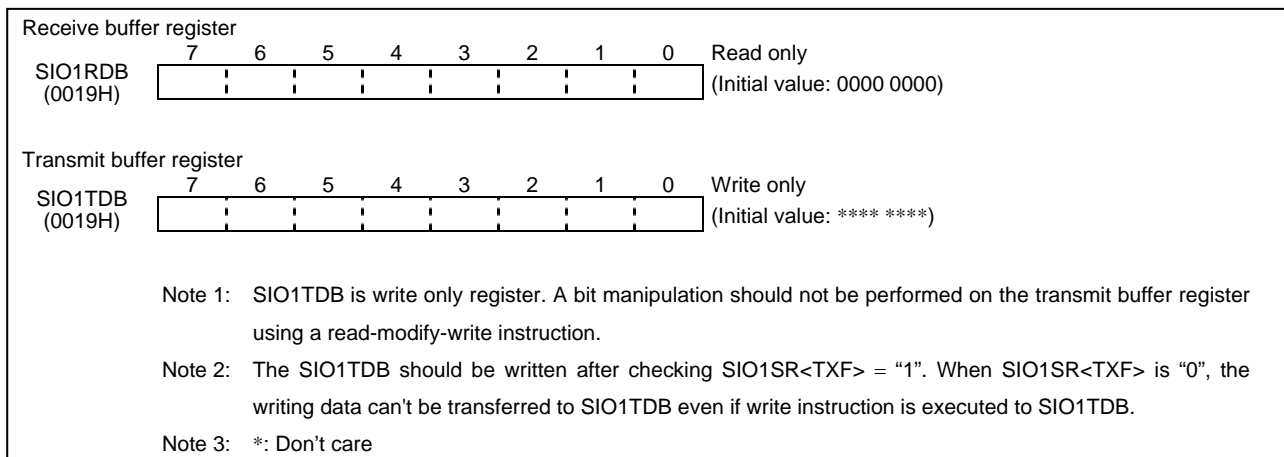 Receive buffer register
7 6 5 4 3 2 1 0 Read only
SIO1RDB
(0019H)
(Initial value: 0000 0000)
Transmit buffer register
7 6 5 4 3 2 1 0 Write only
SIO1TDB
(0019H)
(Initial value: **** ****)
Note 1: SIO1TDB is write only register. A bit manipulation should not be performed on the transmit buffer register
using a read-modify-write instruction.
Note 2: The SIO1TDB should be written after checking SIO1SR<TXF> = “1”. When SIO1SR<TXF> is “0”, the
writing data can't be transferred to SIO1TDB even if write instruction is executed to SIO1TDB.
Note 3: *: Don’t care